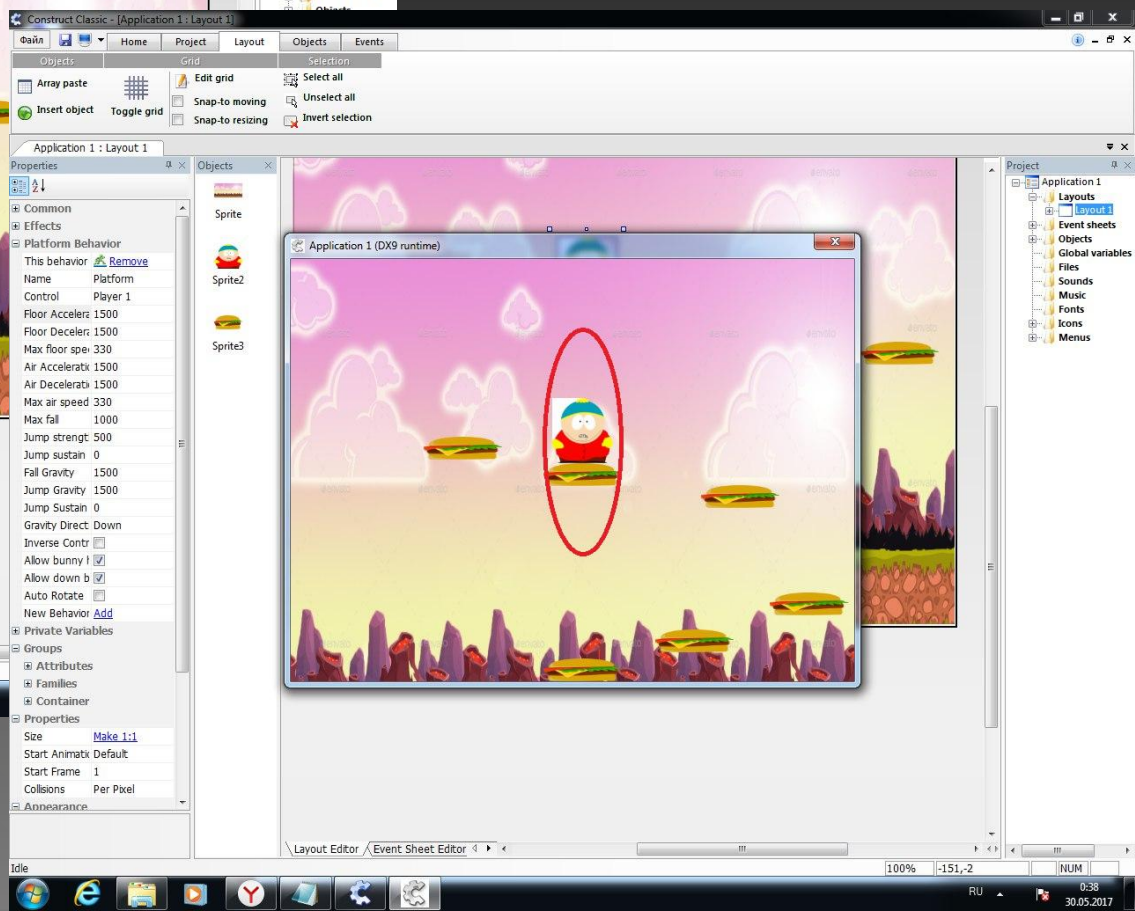 Objects
Construct Classic - [Application 1 : Layout 1]
Файл Home Project Layout Objects Events
Objects Grid Selection
Array paste
Insert object
Toggle grid
Edit grid
Snap-to moving
Snap-to resizing
Select all
Unselect all
Invert selection
Application 1 : Layout 1
Properties
Common
Effects
Platform Behavior
This behavior Remove
Name Platform
Control Player 1
Floor Accelera 1500
Floor Decelera 1500
Max floor spe 330
Air Acceleratio 1500
Air Deceleratio 1500
Max air speed 330
Max fall 1000
Jump strengt 500
Jump sustain 0
Fall Gravity 1500
Jump Gravity 1500
Jump Sustain 0
Gravity Direct Down
Inverse Contr
Allow bunny h
Allow down b
Auto Rotate
New Behavior Add
Private Variables
Groups
Attributes
Families
Container
Properties
Size Make 1:1
Start Animatic Default
Start Frame 1
Collisions Per Pixel
Appearance
Objects
Sprite
Sprite2
Sprite3
Application 1 (DX9 runtime)
envato
Layout Editor Event Sheet Editor
Project
Application 1
Layouts
Layout 1
Event sheets
Objects
Global variables
Files
Sounds
Music
Fonts
Icons
Menus
Idle
100% -151,-2 NUM
RU
0:38
30.05.2017